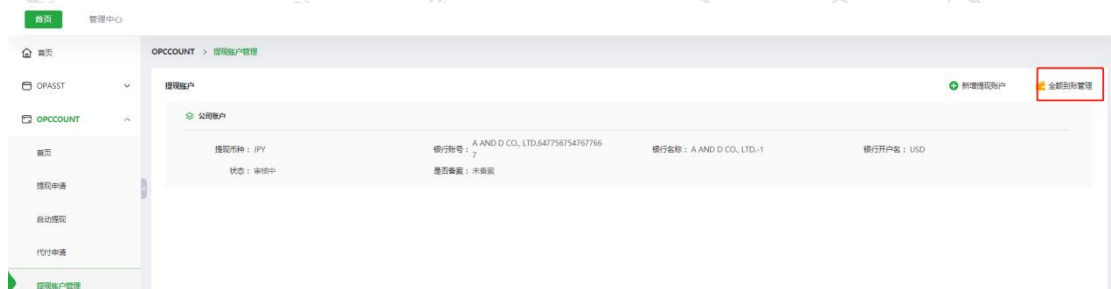 首页 管理中心
首页
OPCCOUNT > 提现账户管理
OPASST
提现账户
新增提现账户
全额到账管理
OPCCOUNT
公司账户
首页
提现币种：JPY
银行账号：A AND D CO., LTD.647756754767766
7
银行名称：A AND D CO., LTD.-1
银行开户名：USD
状态：审核中
是否备案：未备案
提现申请
自动提现
代付申请
提现账户管理